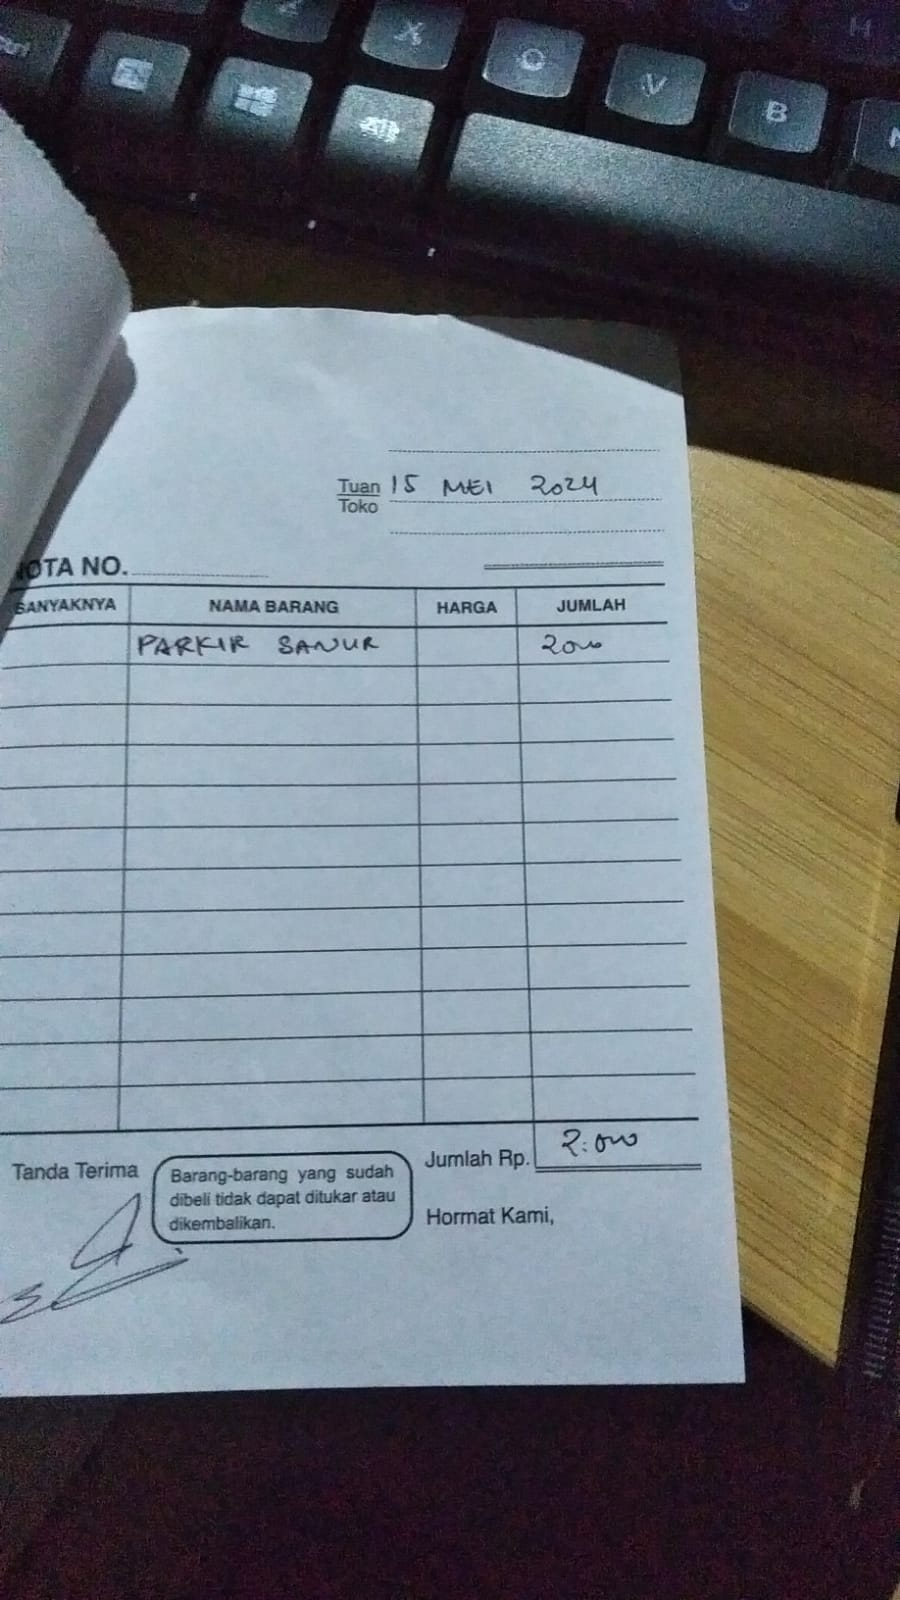 X C V B
Tuan 15 MEI 2024
Toko
NOTA NO.
BANYAKNYA NAMA BARANG HARGA JUMLAH
PARKIR SANUR 2000
Jumlah Rp. 2.000
Tanda Terima
Barang-barang yang sudah
dibeli tidak dapat ditukar atau
dikembalikan.
Hormat Kami,